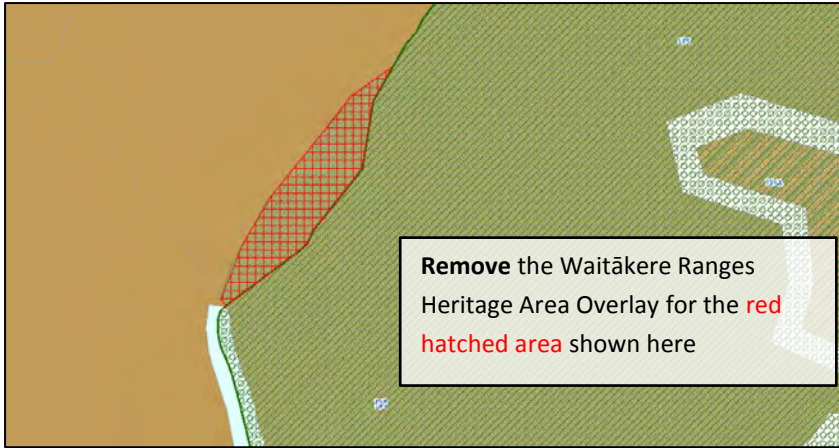 Remove the Waitākere Ranges
Heritage Area Overlay for the red
hatched area shown here